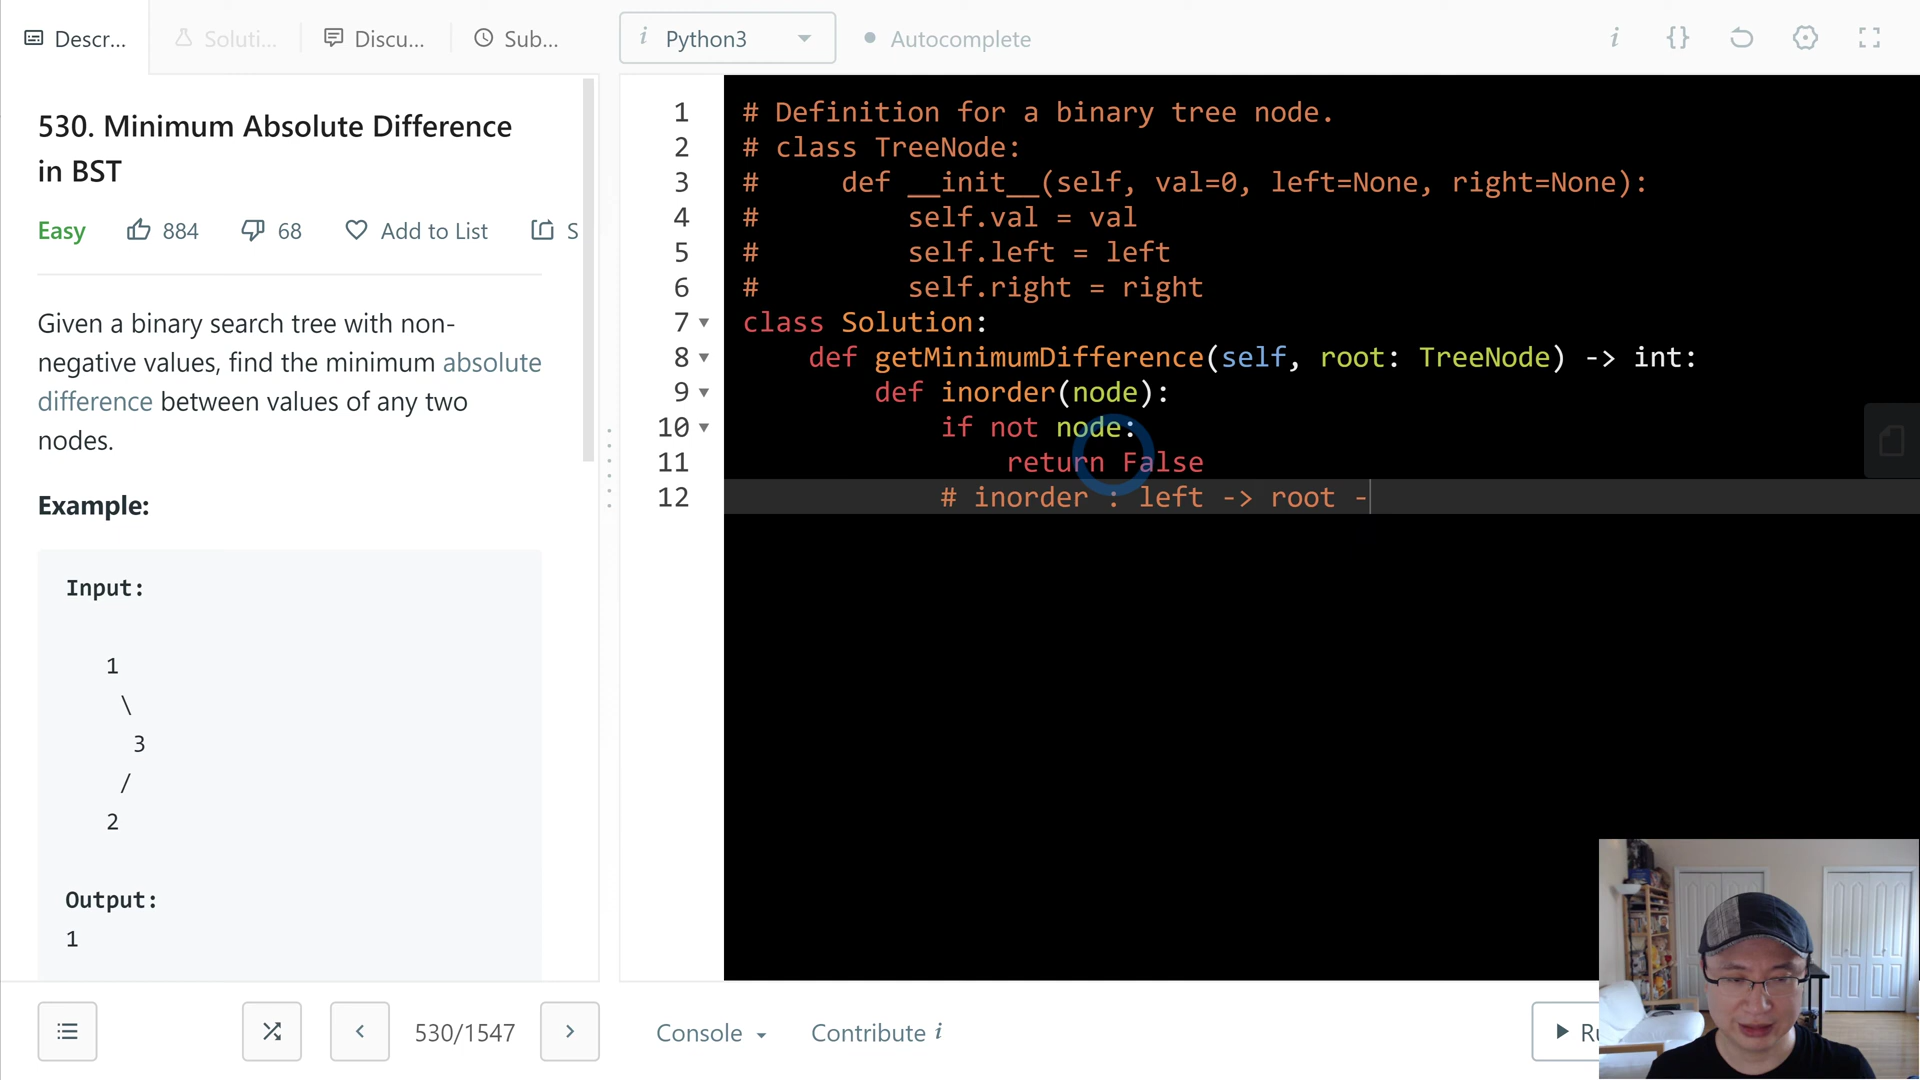 Descr...
Soluti...
Discu...
Sub...
i Python3
Autocomplete
i {}
530. Minimum Absolute Difference
in BST
Easy 884 68 Add to List S
Given a binary search tree with non-
negative values, find the minimum absolute
difference between values of any two
nodes.
Example:
Input:
1
\
3
/
2
Output:
1
1 # Definition for a binary tree node.
2 # class TreeNode:
3 #     def __init__(self, val=0, left=None, right=None):
4 #         self.val = val
5 #         self.left = left
6 #         self.right = right
7 class Solution:
8     def getMinimumDifference(self, root: TreeNode) -> int:
9         def inorder(node):
10             if not node:
11                 return False
12             # inorder : left -> root -
530/1547
Console
Contribute i
Ru